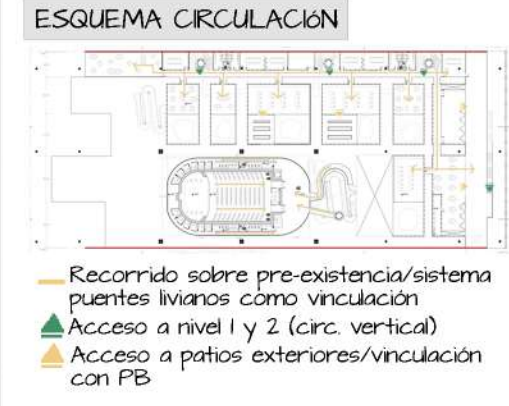 ESQUEMA CIRCULACIÓN
Recorrido sobre pre-existencia/sistema
puentes livianos como vinculación
Acceso a nivel 1 y 2 (circ. vertical)
Acceso a patios exteriores/vinculación
con PB